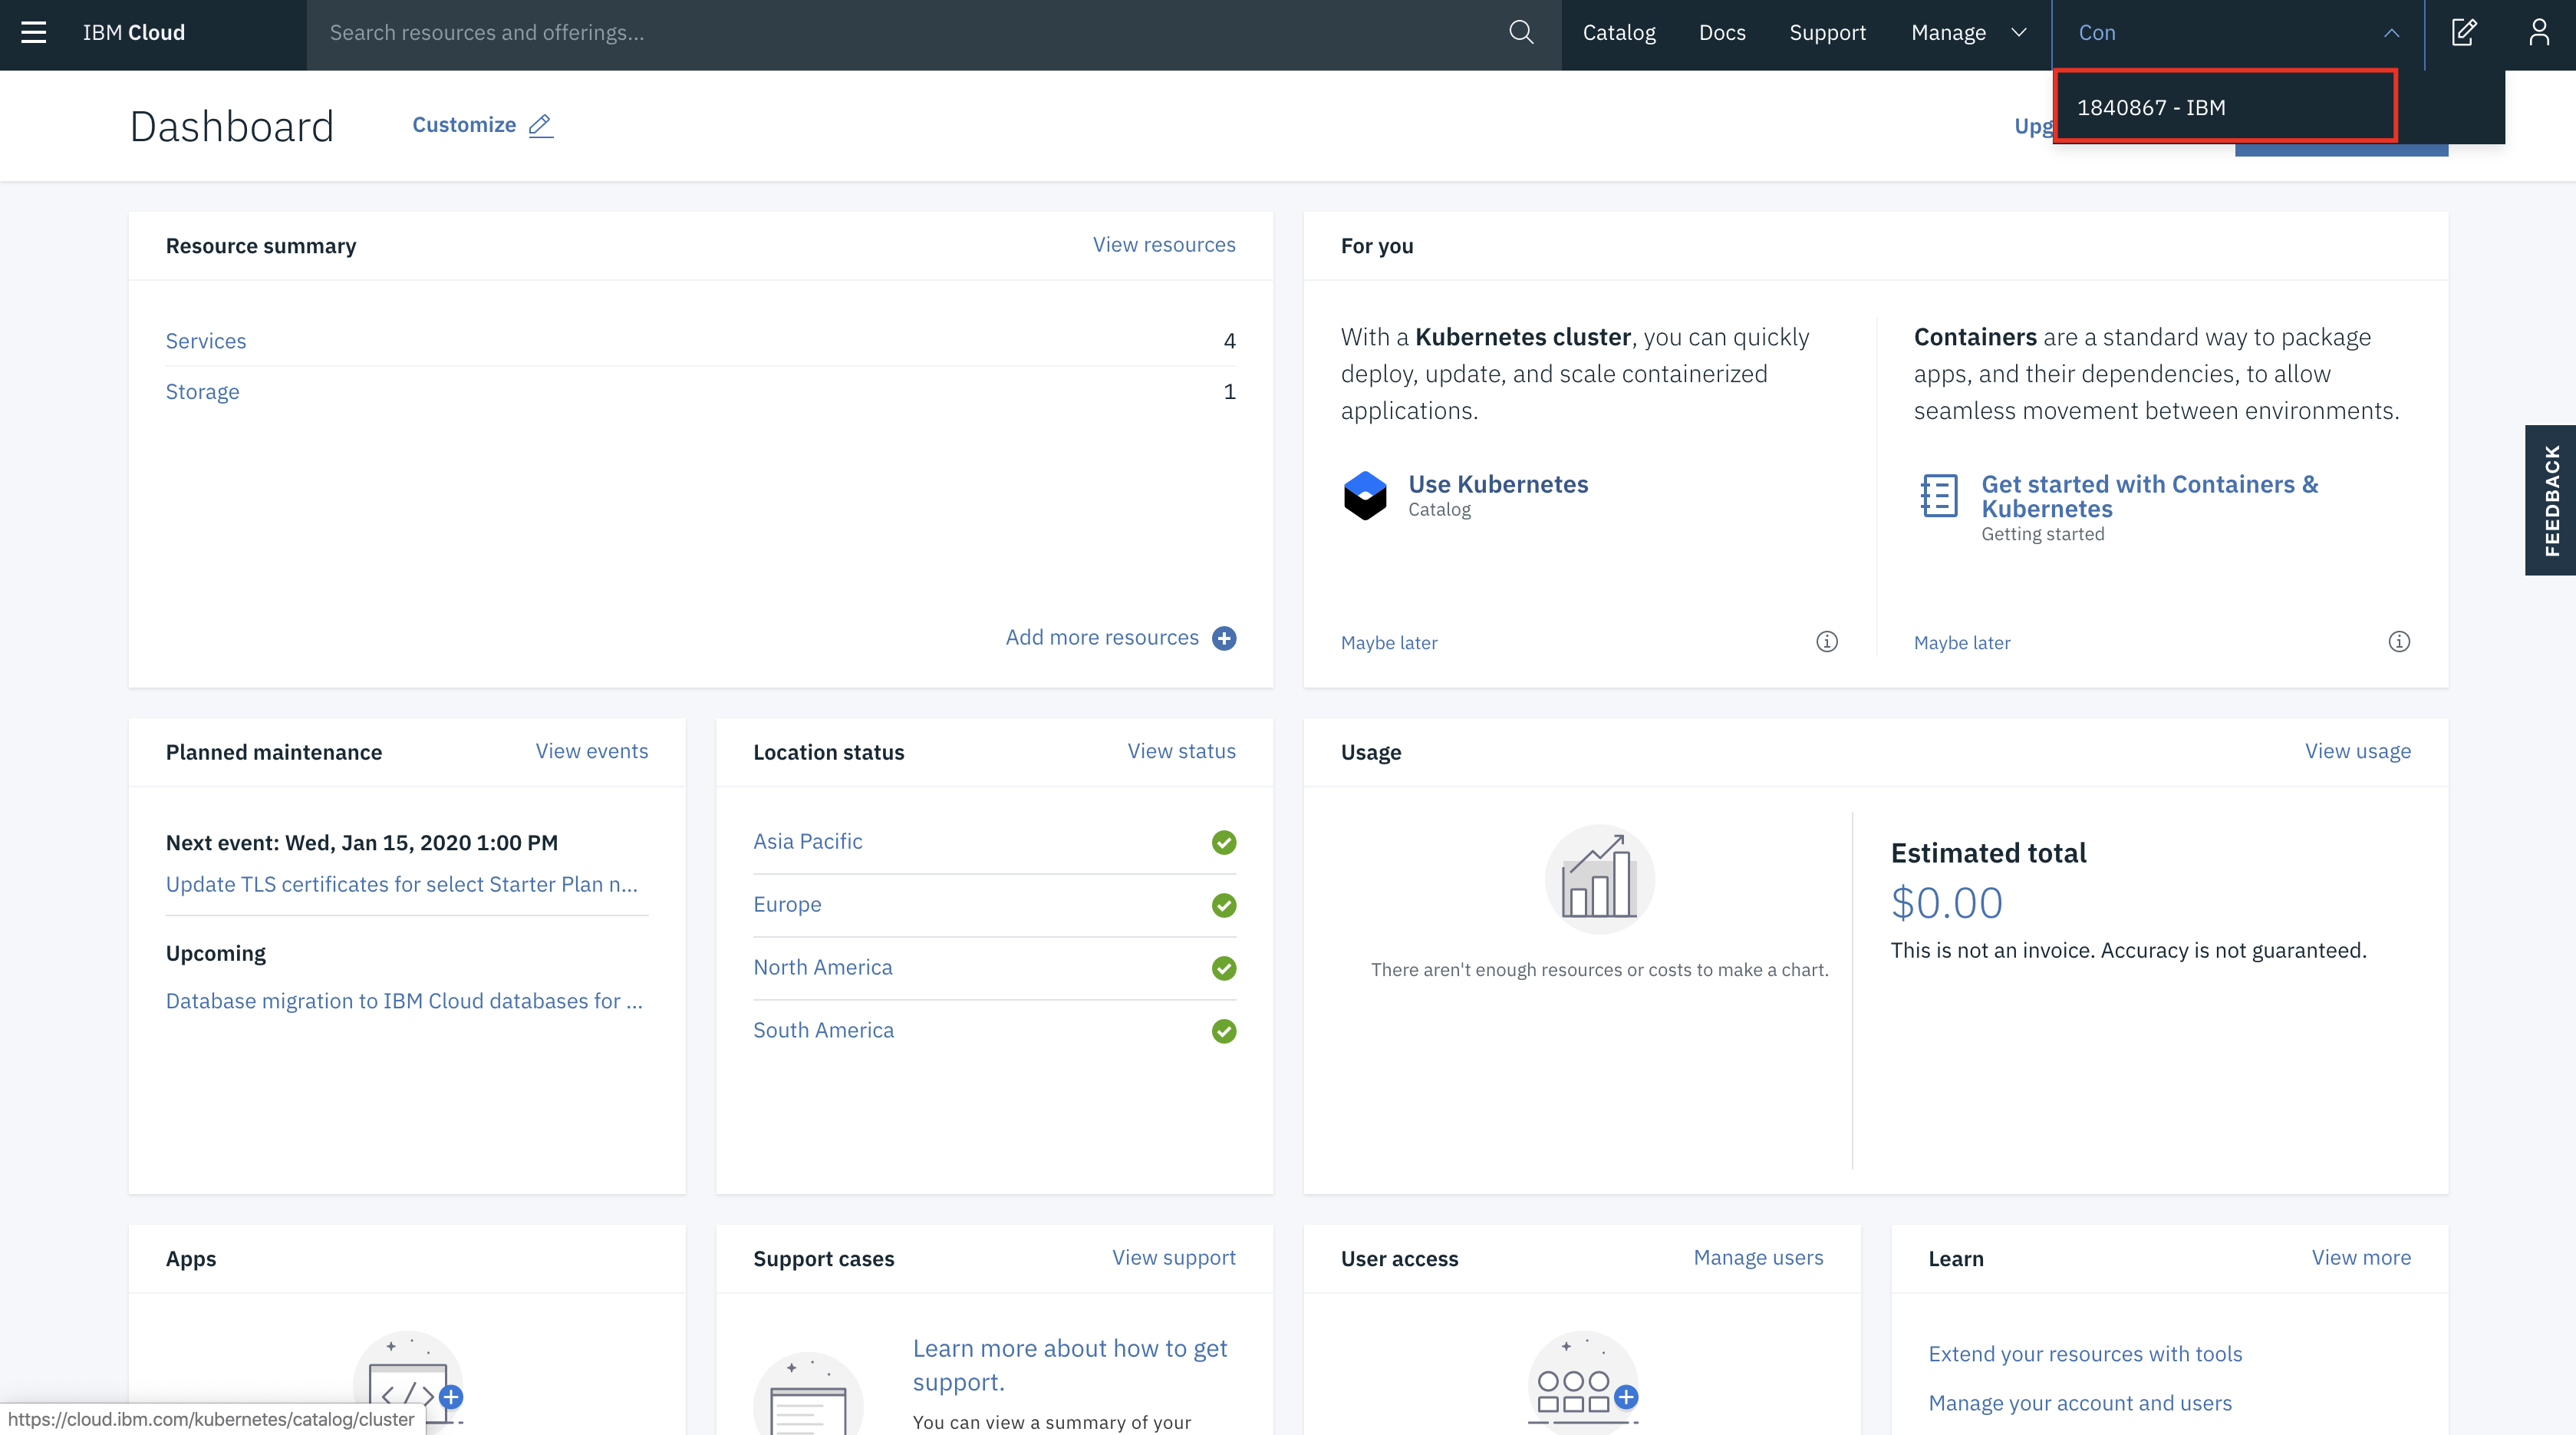 IBM Cloud
Search resources and offerings...
Catalog
Docs
Support
Manage
Con
1840867 - IBM
Dashboard
Customize
Upg
Resource summary
View resources
Services
4
Storage
1
Add more resources
For you
With a Kubernetes cluster, you can quickly
deploy, update, and scale containerized
applications.
Use Kubernetes
Catalog
Maybe later
Containers are a standard way to package
apps, and their dependencies, to allow
seamless movement between environments.
Get started with Containers &
Kubernetes
Getting started
Maybe later
FEEDBACK
Planned maintenance
View events
Next event: Wed, Jan 15, 2020 1:00 PM
Update TLS certificates for select Starter Plan n...
Upcoming
Database migration to IBM Cloud databases for ...
Location status
View status
Asia Pacific
Europe
North America
South America
Usage
View usage
There aren't enough resources or costs to make a chart.
Estimated total
$0.00
This is not an invoice. Accuracy is not guaranteed.
Apps
Support cases
View support
Learn more about how to get
support.
You can view a summary of your
User access
Manage users
Learn
View more
Extend your resources with tools
Manage your account and users
https://cloud.ibm.com/kubernetes/catalog/cluster